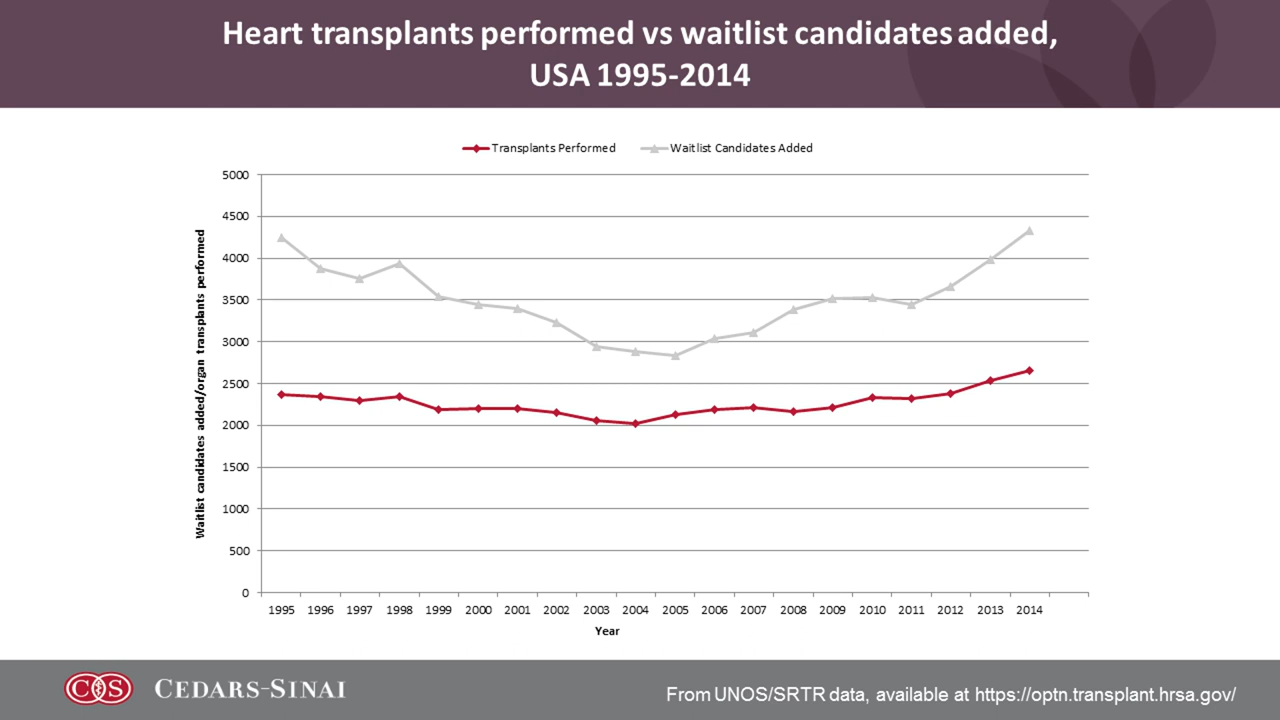 Heart transplants performed vs waitlist candidates added,
USA 1995-2014
Transplants Performed
Waitlist Candidates Added
5000
4500
4000
3500
3000
2500
2000
1500
1000
500
0
Waitlist candidates added/organ transplants performed
1995 1996 1997 1998 1999 2000 2001 2002 2003 2004 2005 2006 2007 2008 2009 2010 2011 2012 2013 2014
Year
CEDARS-SINAI
From UNOS/SRTR data, available at https://optn.transplant.hrsa.gov/